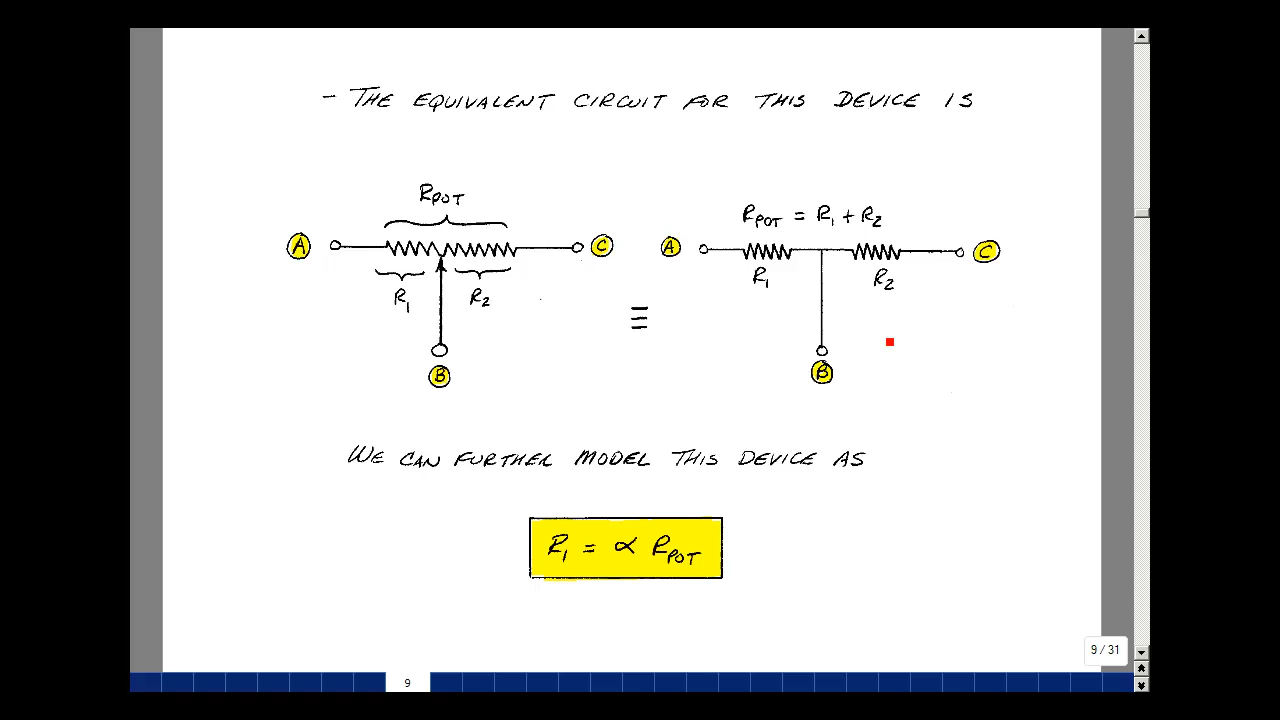 - THE EQUIVALENT CIRCUIT FOR THIS DEVICE IS
RPOT
A
C
R1
R2
B
≡
RPOT = R1 + R2
A
C
R1
R2
B
WE CAN FURTHER MODEL THIS DEVICE AS
R1 = α RPOT
9 / 31
9